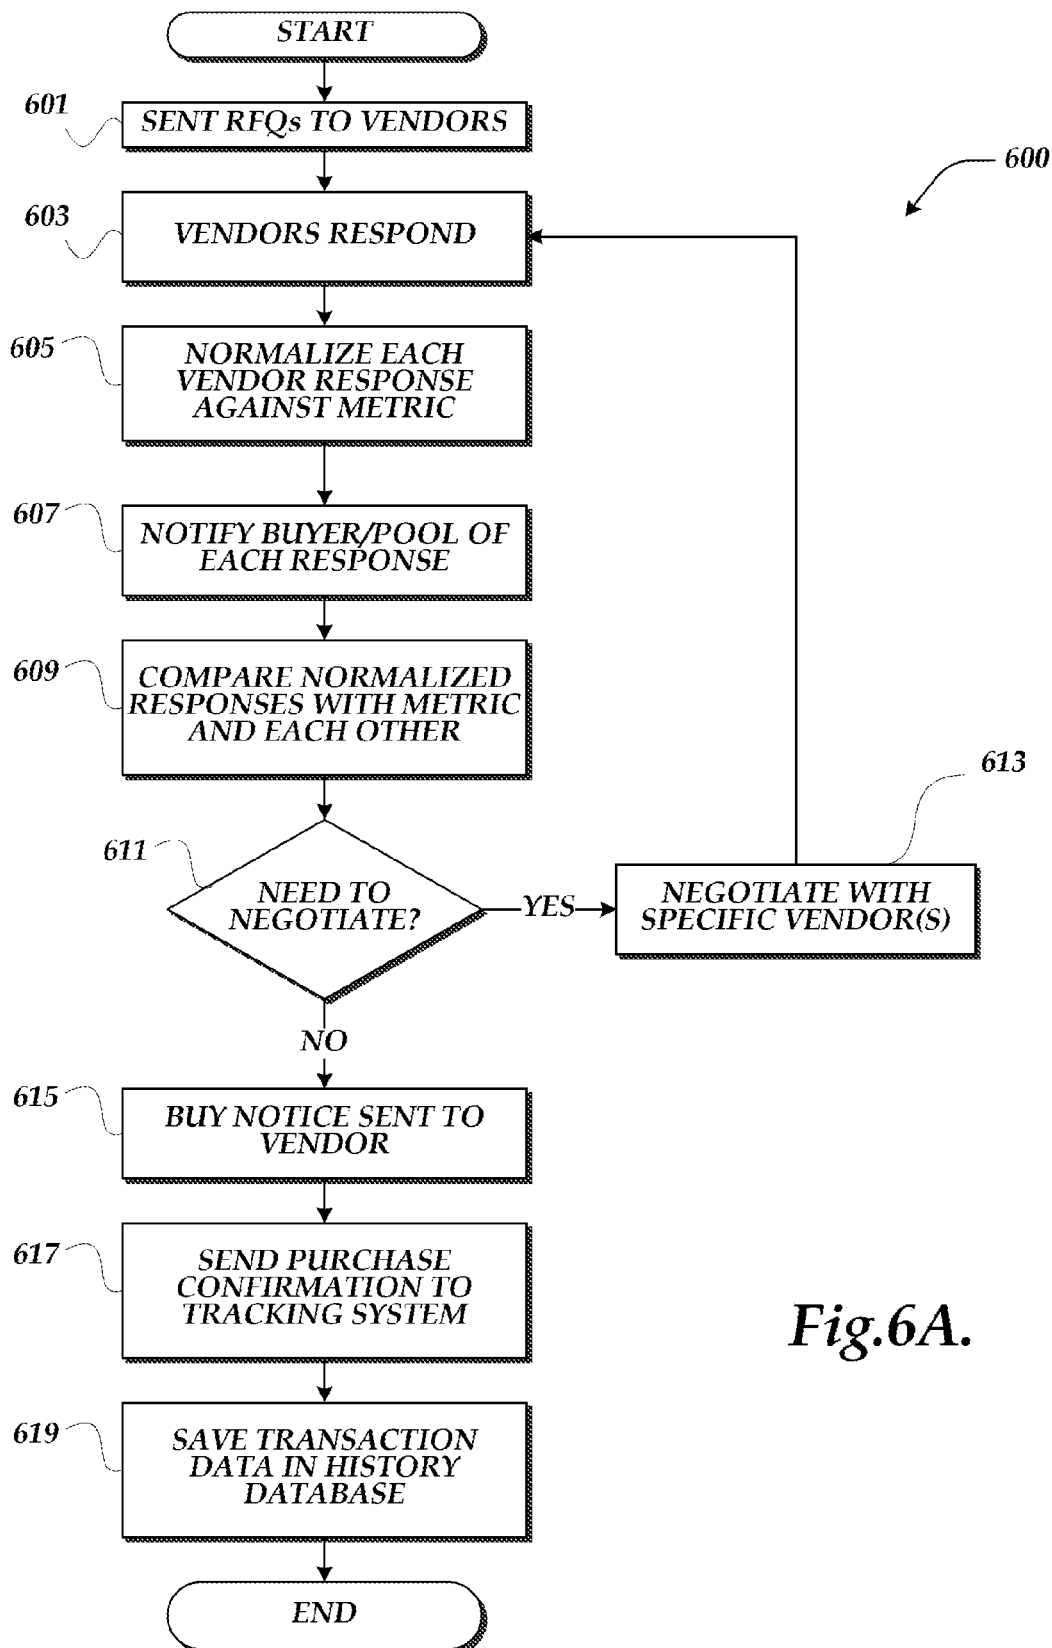 START
601
SENT RFQs TO VENDORS
600
603
VENDORS RESPOND
605
NORMALIZE EACH
VENDOR RESPONSE
AGAINST METRIC
607
NOTIFY BUYER/POOL OF
EACH RESPONSE
609
COMPARE NORMALIZED
RESPONSES WITH METRIC
AND EACH OTHER
611
NEED TO
NEGOTIATE?
YES
613
NEGOTIATE WITH
SPECIFIC VENDOR(S)
NO
615
BUY NOTICE SENT TO
VENDOR
617
SEND PURCHASE
CONFIRMATION TO
TRACKING SYSTEM
Fig.6A.
619
SAVE TRANSACTION
DATA IN HISTORY
DATABASE
END